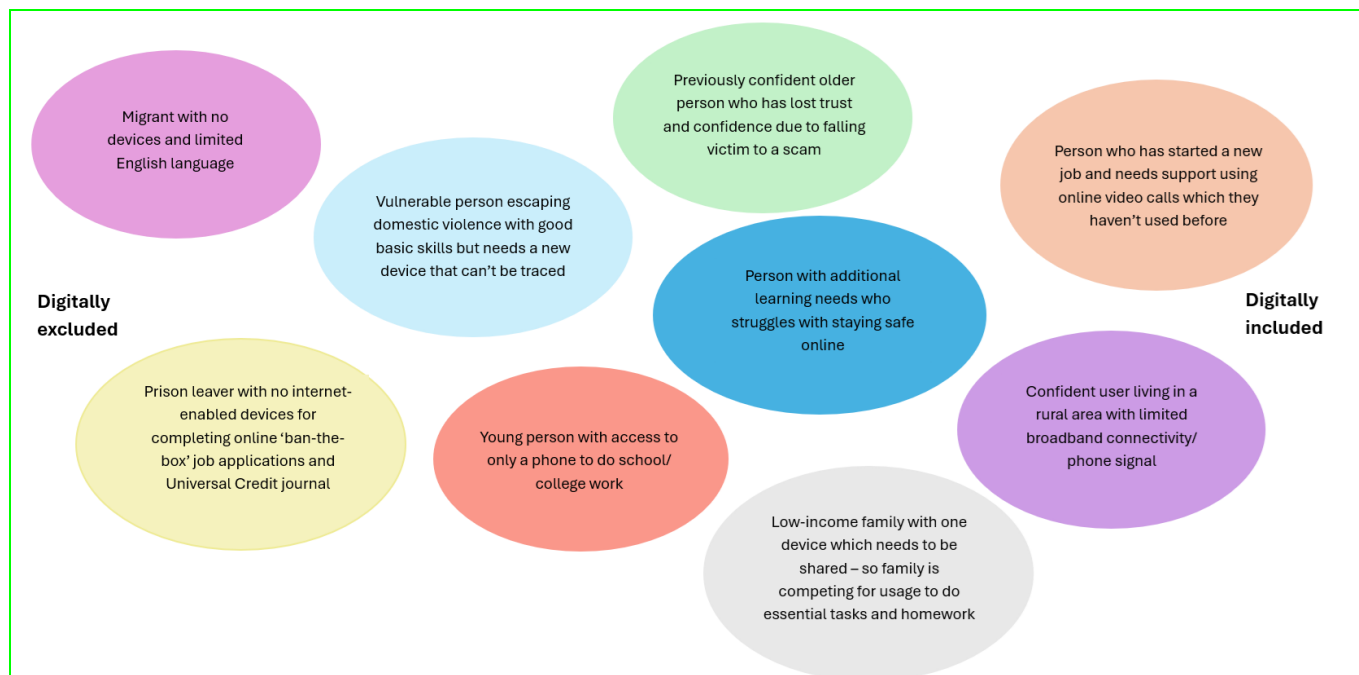 Migrant with no
devices and limited
English language
Vulnerable person escaping
domestic violence with good
basic skills but needs a new
device that can’t be traced
Previously confident older
person who has lost trust
and confidence due to falling
victim to a scam
Person who has started a new
job and needs support using
online video calls which they
haven’t used before
Digitally
excluded
Person with additional
learning needs who
struggles with staying safe
online
Digitally
included
Prison leaver with no internet-
enabled devices for
completing online ‘ban-the-
box’ job applications and
Universal Credit journal
Young person with access to
only a phone to do school/
college work
Confident user living in a
rural area with limited
broadband connectivity/
phone signal
Low-income family with one
device which needs to be
shared – so family is
competing for usage to do
essential tasks and homework